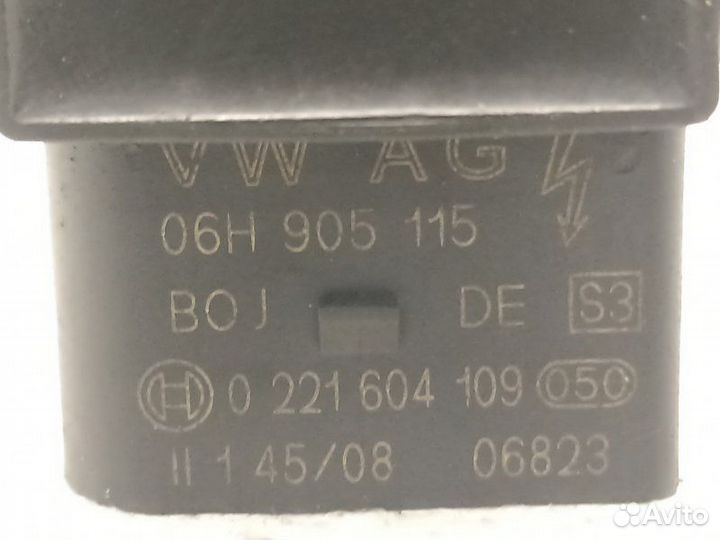 VW AG
06H 905 115
BOJ DE S3
0 221 604 109 050
II 1 45/08 06823
Avito